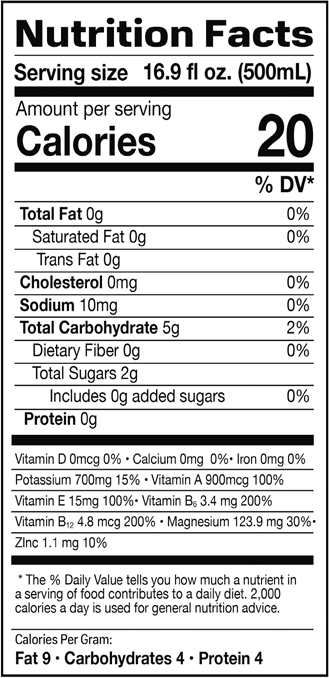 Nutrition Facts
Serving size 16.9 fl oz. (500mL)
Amount per serving
Calories 20
% DV*
Total Fat 0g 0%
Saturated Fat 0g 0%
Trans Fat 0g
Cholesterol 0mg 0%
Sodium 10mg 0%
Total Carbohydrate 5g 2%
Dietary Fiber 0g 0%
Total Sugars 2g
Includes 0g added sugars 0%
Protein 0g
Vitamin D 0mcg 0% • Calcium 0mg 0%• Iron 0mg 0%
Potassium 700mg 15% • Vitamin A 900mcg 100%
Vitamin E 15mg 100%• Vitamin B₆ 3.4 mg 200%
Vitamin B₁₂ 4.8 mcg 200% • Magnesium 123.9 mg 30%•
ZInc 1.1 mg 10%
* The % Daily Value tells you how much a nutrient in
a serving of food contributes to a daily diet. 2,000
calories a day is used for general nutrition advice.
Calories Per Gram:
Fat 9 • Carbohydrates 4 • Protein 4